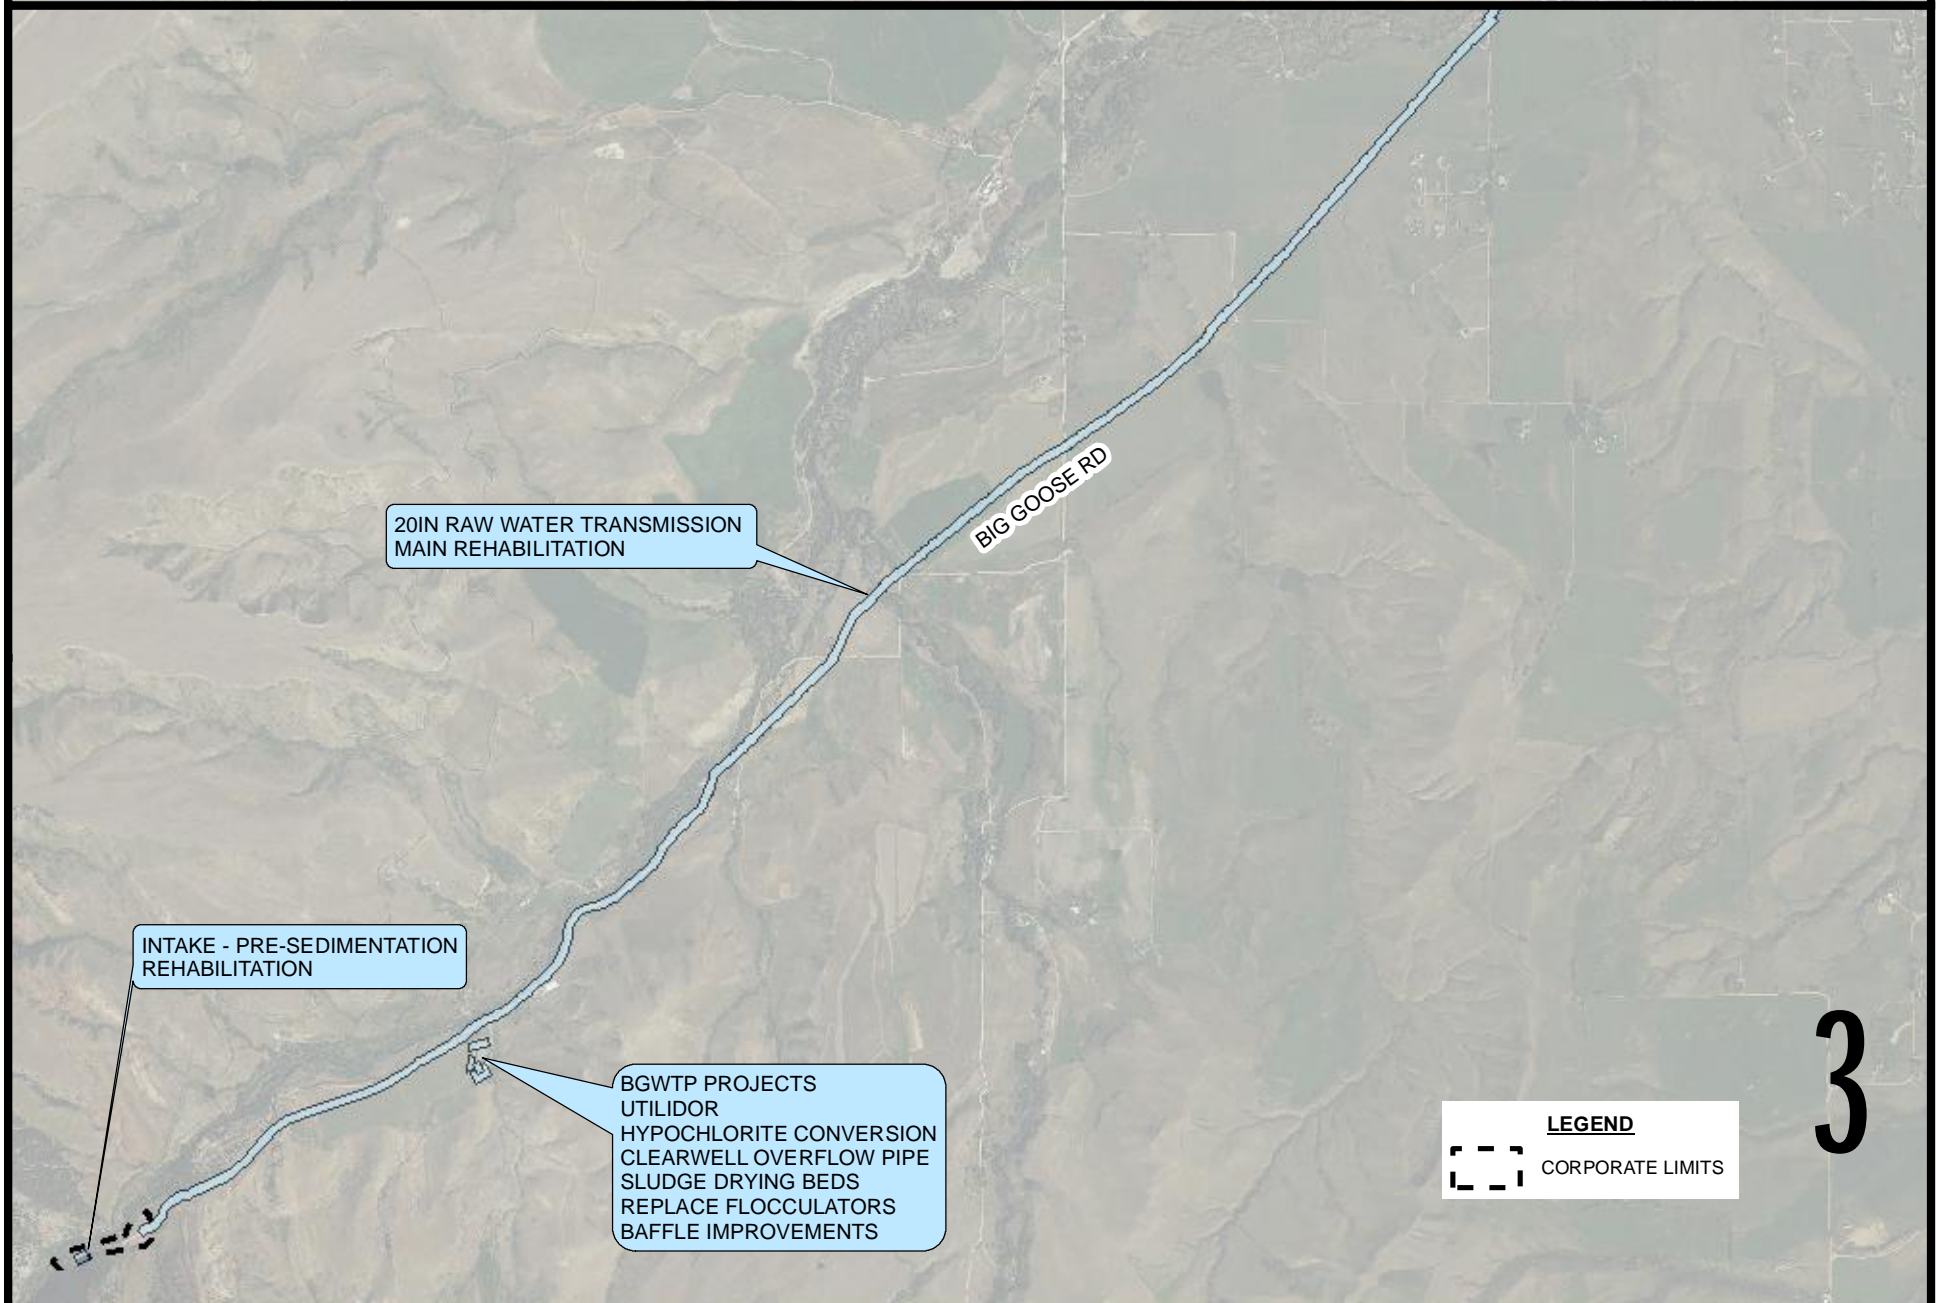 BIG GOOSE RD
20IN RAW WATER TRANSMISSION
MAIN REHABILITATION
INTAKE - PRE-SEDIMENTATION
REHABILITATION
BGWTP PROJECTS
UTILIDOR
HYPOCHLORITE CONVERSION
CLEARWELL OVERFLOW PIPE
SLUDGE DRYING BEDS
REPLACE FLOCCULATORS
BAFFLE IMPROVEMENTS
LEGEND
CORPORATE LIMITS
3